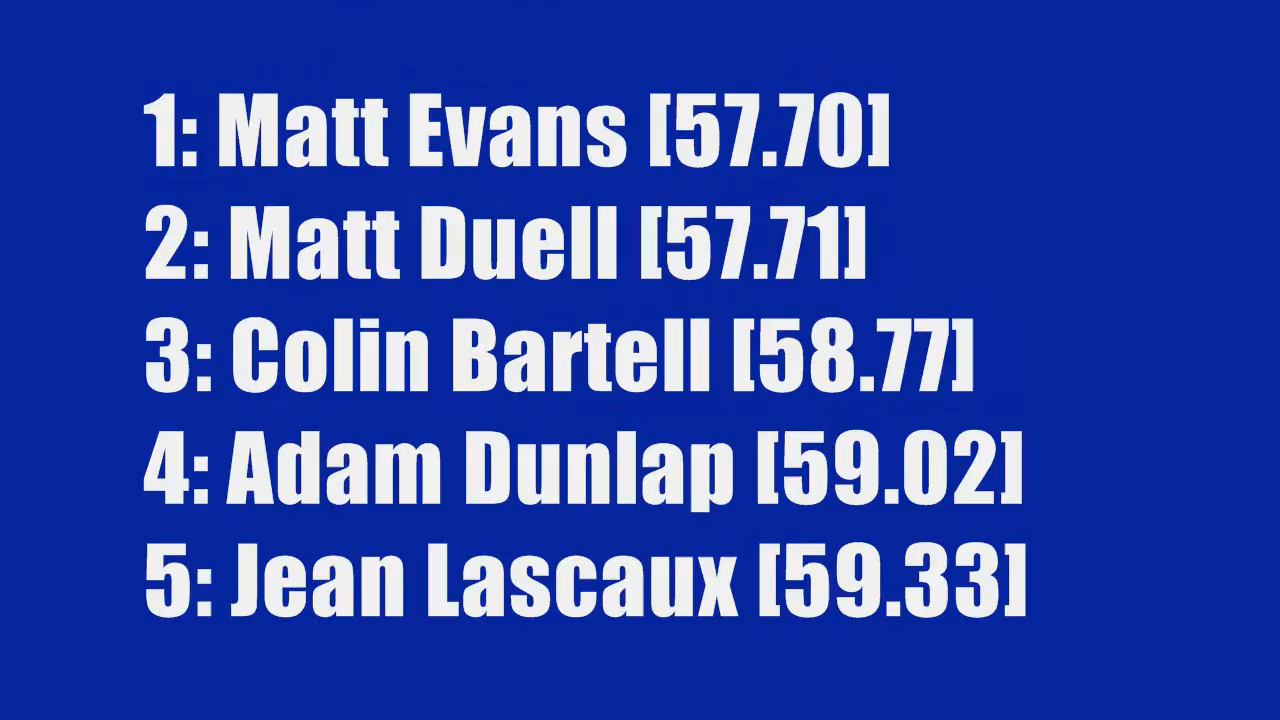 1: Matt Evans [57.70]
2: Matt Duell [57.71]
3: Colin Bartell [58.77]
4: Adam Dunlap [59.02]
5: Jean Lascaux [59.33]